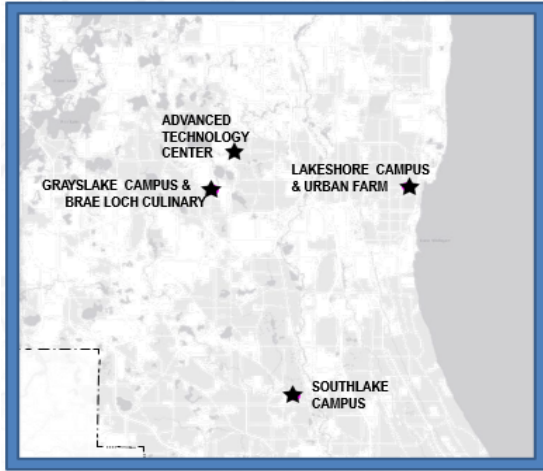 ADVANCED
TECHNOLOGY
CENTER
GRAYSLAKE CAMPUS &
BRAE LOCH CULINARY
LAKESHORE CAMPUS
& URBAN FARM
SOUTHLAKE
CAMPUS